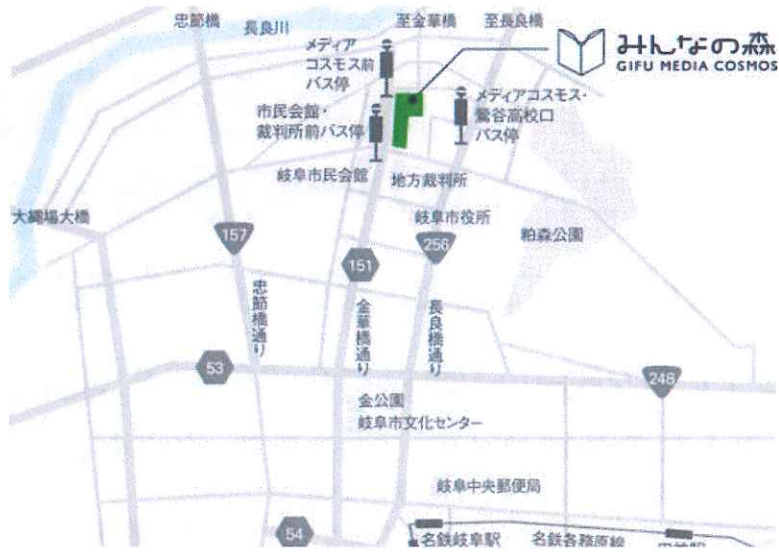 忠節橋
長良川
至金華橋
至長良橋
みんなの森
GIFU MEDIA COSMOS
メディア
コスモス前
バス停
市民会館・
裁判所前バス停
メディアコスモス・
鶯谷高校口
バス停
岐阜市民会館
地方裁判所
大縄場大橋
岐阜市役所
粕森公園
157
256
151
忠節橋通り
金華橋通り
長良橋通り
53
248
金公園
岐阜市文化センター
岐阜中央郵便局
54
名鉄岐阜駅
名鉄各務原線